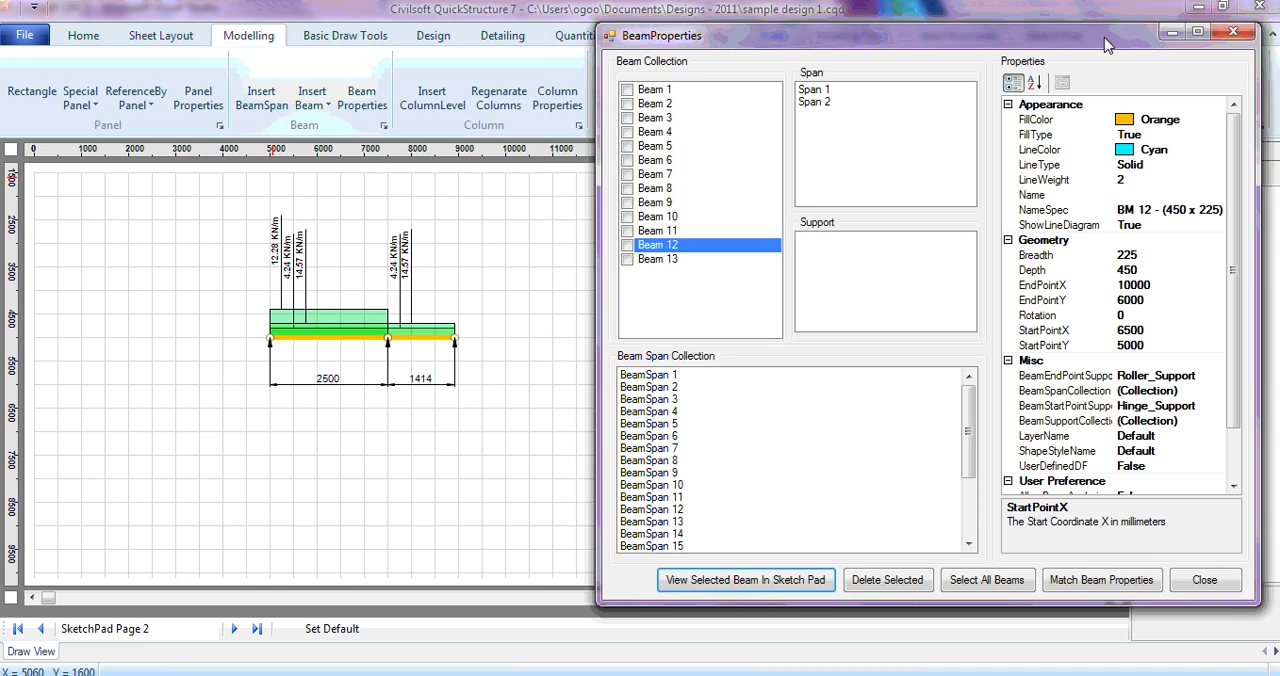 Civilsoft QuickStructure 7 - C:\Users\ogoo\Documents\Designs - 2011\sample design 1.cqd
File
Home
Sheet Layout
Modelling
Basic Draw Tools
Design
Detailing
Quantiti
Rectangle
Special Panel
ReferenceBy Panel
Panel Properties
Panel
Insert BeamSpan
Beam Properties
Beam
Insert ColumnLevel
Regenarate Columns
Column Properties
Column
0 1000 2000 3000 4000 5000 6000 7000 8000 9000 10000 11000
1500
2500
3500
4500
5500
6500
7500
8500
9500
12.28 KN/m
4.24 KN/m
14.57 KN/m
4.24 KN/m
14.57 KN/m
2500
1414
SketchPad Page 2
Set Default
Draw View
X = 5060 Y = 1600
BeamProperties
Beam Collection
Beam 1
Beam 2
Beam 3
Beam 4
Beam 5
Beam 6
Beam 7
Beam 8
Beam 9
Beam 10
Beam 11
Beam 12
Beam 13
Span
Span 1
Span 2
Support
Beam Span Collection
BeamSpan 1
BeamSpan 2
BeamSpan 3
BeamSpan 4
BeamSpan 5
BeamSpan 6
BeamSpan 7
BeamSpan 8
BeamSpan 9
BeamSpan 10
BeamSpan 11
BeamSpan 12
BeamSpan 13
BeamSpan 14
BeamSpan 15
Properties
Appearance
FillColor Orange
FillType True
LineColor Cyan
LineType Solid
LineWeight 2
Name
NameSpec BM 12 - (450 x 225)
ShowLineDiagram True
Geometry
Breadth 225
Depth 450
EndPointX 10000
EndPointY 6000
Rotation 0
StartPointX 6500
StartPointY 5000
Misc
BeamEndPointSuppo Roller_Support
BeamSpanCollection (Collection)
BeamStartPointSuppo Hinge_Support
BeamSupportCollecti (Collection)
LayerName Default
ShapeStyleName Default
UserDefinedDF False
User Preference
StartPointX
The Start Coordinate X in millimeters
View Selected Beam In Sketch Pad
Delete Selected
Select All Beams
Match Beam Properties
Close